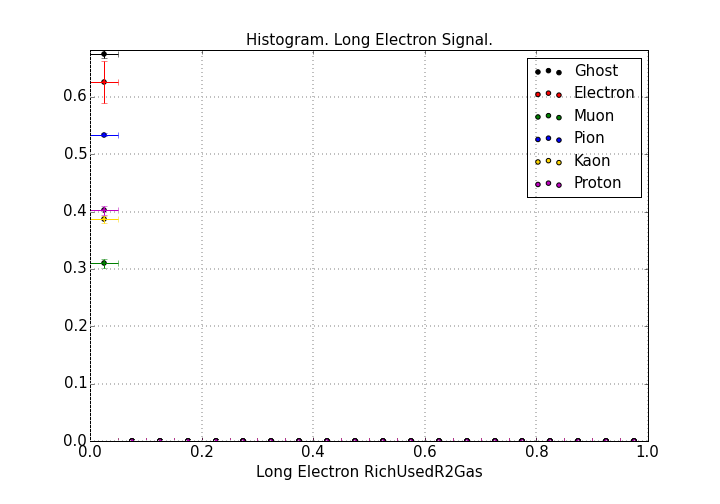 Histogram. Long Electron Signal.
Ghost
Electron
Muon
Pion
Kaon
Proton
0.6
0.5
0.4
0.3
0.2
0.1
0.0
0.0 0.2 0.4 0.6 0.8 1.0
Long Electron RichUsedR2Gas